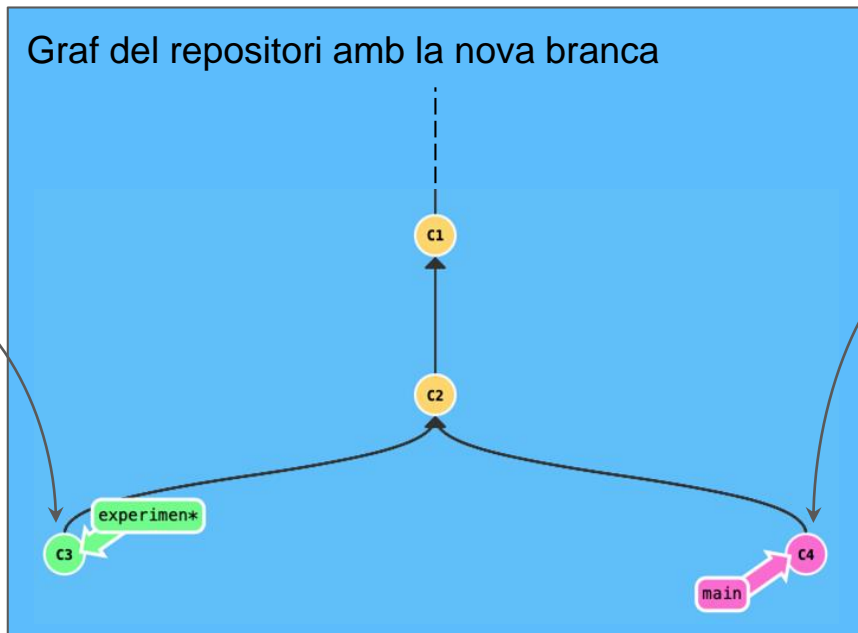 Graf del repositori amb la nova branca
C1
C2
experimen*
C3
C4
main